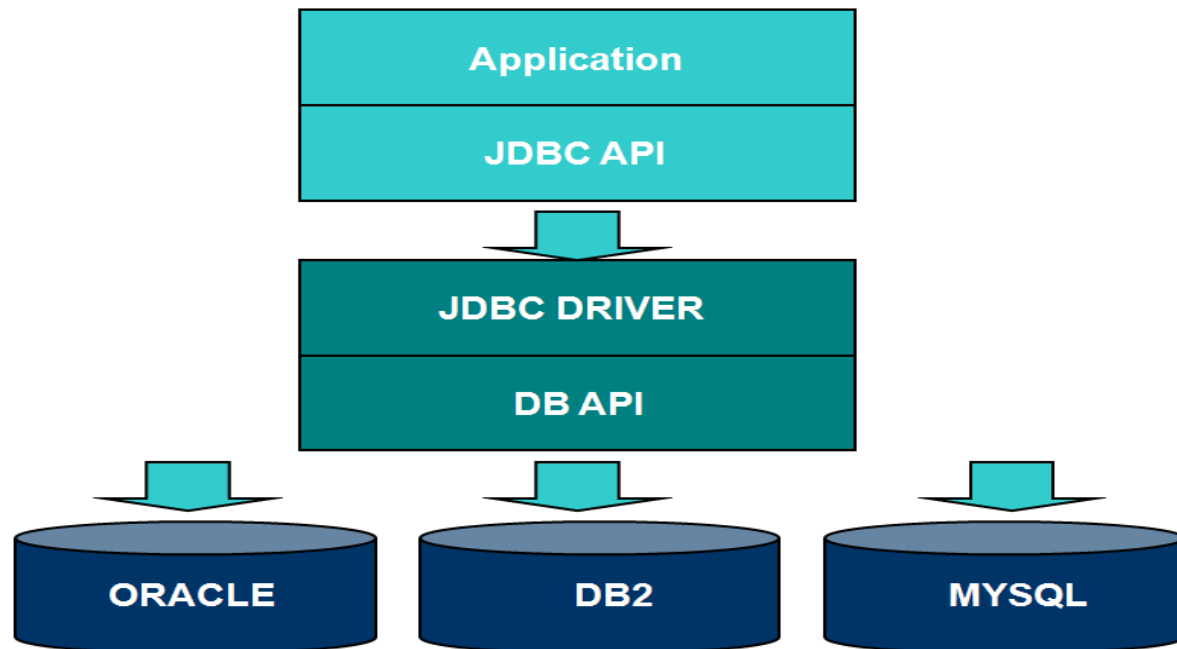 Application
JDBC API
JDBC DRIVER
DB API
ORACLE
DB2
MYSQL